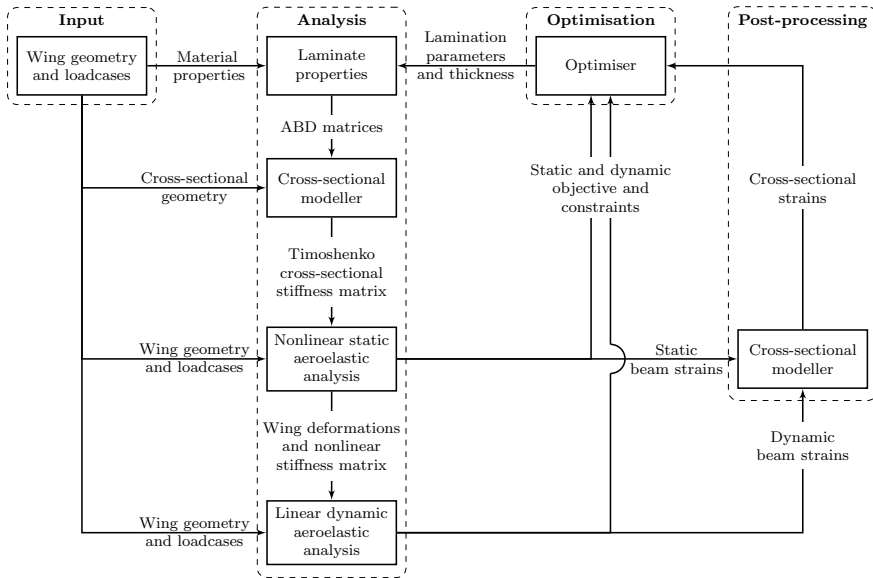 Input
Analysis
Optimisation
Post-processing
Wing geometry
and loadcases
Material
properties
Laminate
properties
Lamination
parameters
and thickness
Optimiser
ABD matrices
Cross-sectional
geometry
Cross-sectional
modeller
Static and dynamic
objective and
constraints
Cross-sectional
strains
Timoshenko
cross-sectional
stiffness matrix
Wing geometry
and loadcases
Nonlinear static
aeroelastic
analysis
Static
beam strains
Cross-sectional
modeller
Wing deformations
and nonlinear
stiffness matrix
Dynamic
beam strains
Wing geometry
and loadcases
Linear dynamic
aeroelastic
analysis